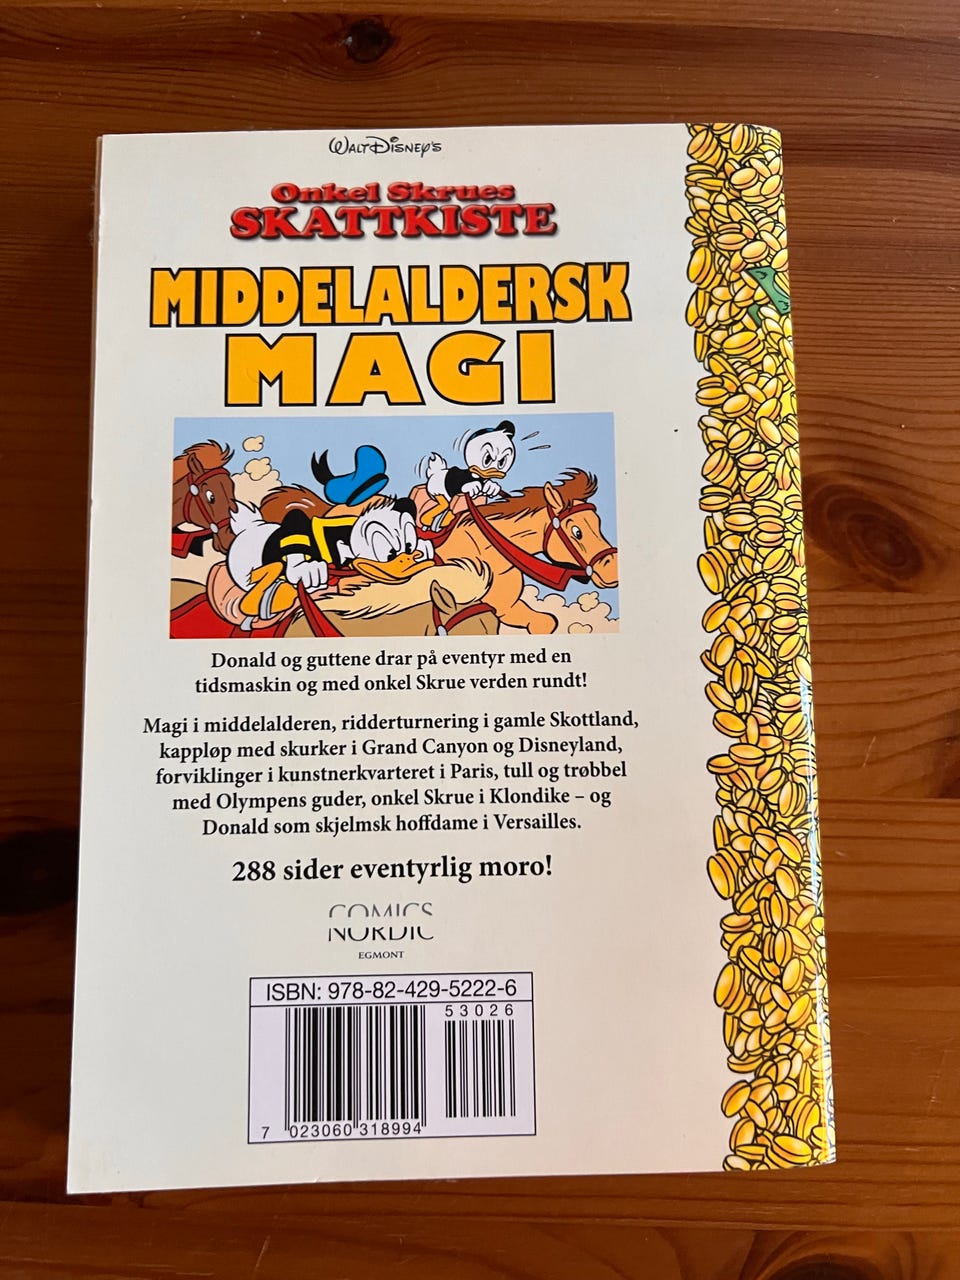 WALT DISNEY'S
Onkel Skrues
SKATTKISTE
MIDDELALDERSK
MAGI
Donald og guttene drar på eventyr med en
tidsmaskin og med onkel Skrue verden rundt!
Magi i middelalderen, ridderturnering i gamle Skottland,
kappløp med skurker i Grand Canyon og Disneyland,
forviklinger i kunstnerkvarteret i Paris, tull og trøbbel
med Olympens guder, onkel Skrue i Klondike – og
Donald som skjelmsk hoffdame i Versailles.
288 sider eventyrlig moro!
COMICS
NORDIC
EGMONT
ISBN: 978-82-429-5222-6
53026
7 023060 318994